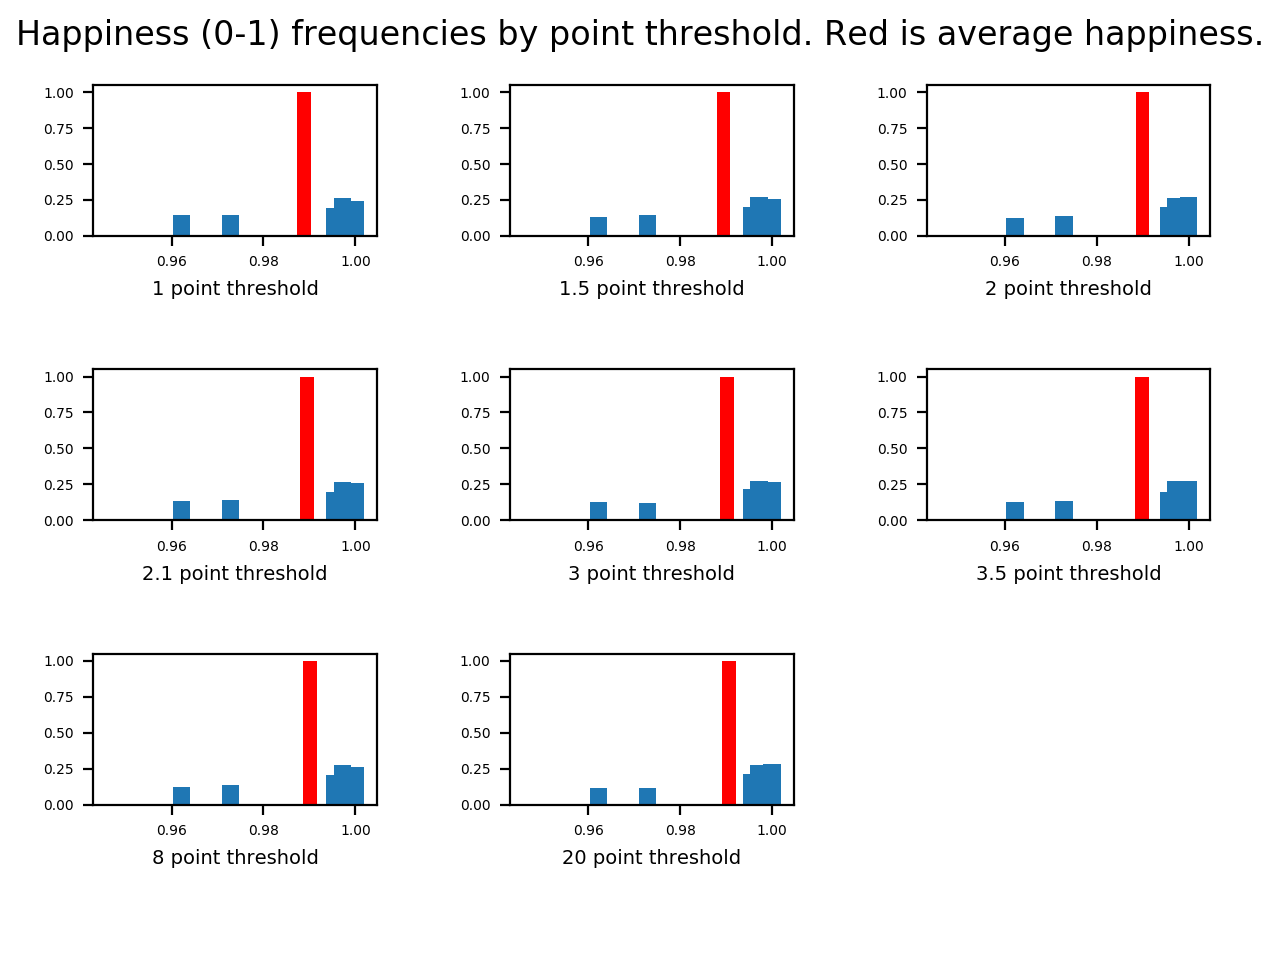 Happiness (0-1) frequencies by point threshold. Red is average happiness.
1.00 1.00 1.00
0.75 0.75 0.75
0.50 0.50 0.50
0.25 0.25 0.25
0.00 0.00 0.00
0.96 0.98 1.00 0.96 0.98 1.00 0.96 0.98 1.00
1 point threshold 1.5 point threshold 2 point threshold
1.00 1.00 1.00
0.75 0.75 0.75
0.50 0.50 0.50
0.25 0.25 0.25
0.00 0.00 0.00
0.96 0.98 1.00 0.96 0.98 1.00 0.96 0.98 1.00
2.1 point threshold 3 point threshold 3.5 point threshold
1.00 1.00
0.75 0.75
0.50 0.50
0.25 0.25
0.00 0.00
0.96 0.98 1.00 0.96 0.98 1.00
8 point threshold 20 point threshold